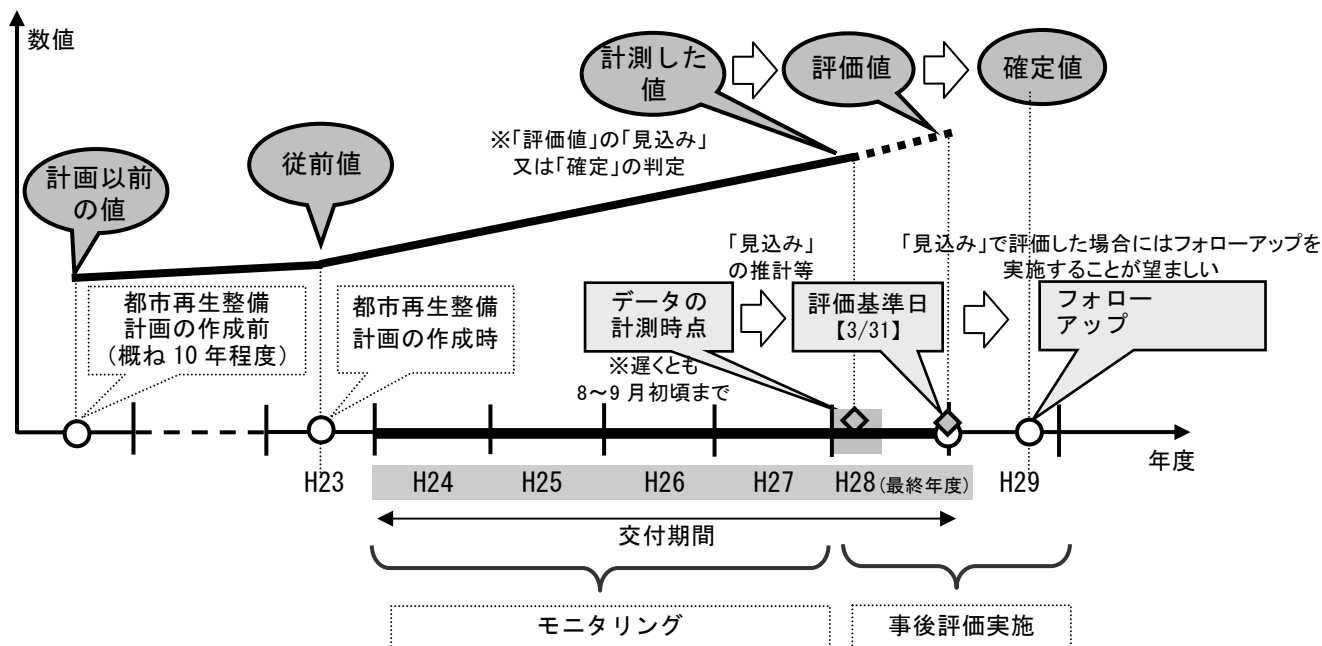 数値
計測した
値
評価値
確定値
※「評価値」の「見込み」
又は「確定」の判定
従前値
計画以前
の値
「見込み」
の推計等
「見込み」で評価した場合にはフォローアップを
実施することが望ましい
都市再生整備
計画の作成前
(概ね 10 年程度)
都市再生整備
計画の作成時
データの
計測時点
評価基準日
【3/31】
フォロー
アップ
※遅くとも
8～9 月初頃まで
年度
H23
H24
H25
H26
H27
H28(最終年度)
H29
交付期間
モニタリング
事後評価実施